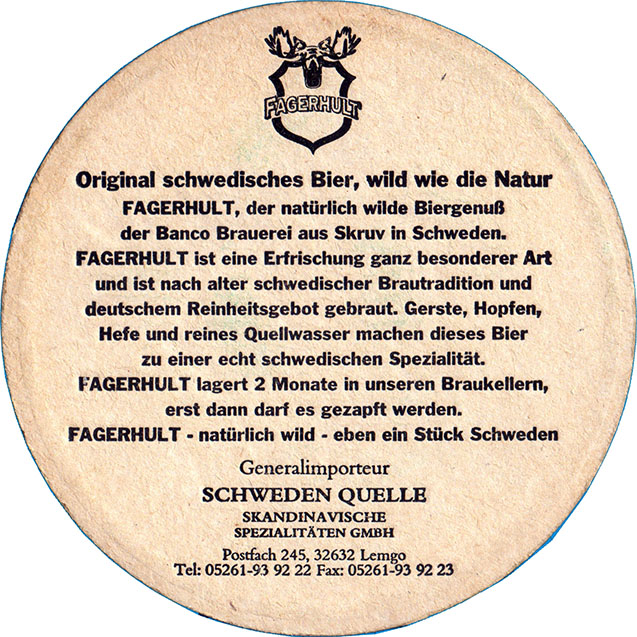 FAGERHULT
Original schwedisches Bier, wild wie die Natur
FAGERHULT, der natürlich wilde Biergenuß
der Banco Brauerei aus Skruv in Schweden.
FAGERHULT ist eine Erfrischung ganz besonderer Art
und ist nach alter schwedischer Brautradition und
deutschem Reinheitsgebot gebraut. Gerste, Hopfen,
Hefe und reines Quellwasser machen dieses Bier
zu einer echt schwedischen Spezialität.
FAGERHULT lagert 2 Monate in unseren Braukellern,
erst dann darf es gezapft werden.
FAGERHULT - natürlich wild - eben ein Stück Schweden
Generalimporteur
SCHWEDEN QUELLE
SKANDINAVISCHE
SPEZIALITÄTEN GMBH
Postfach 245, 32632 Lemgo
Tel: 05261-93 92 22 Fax: 05261-93 92 23